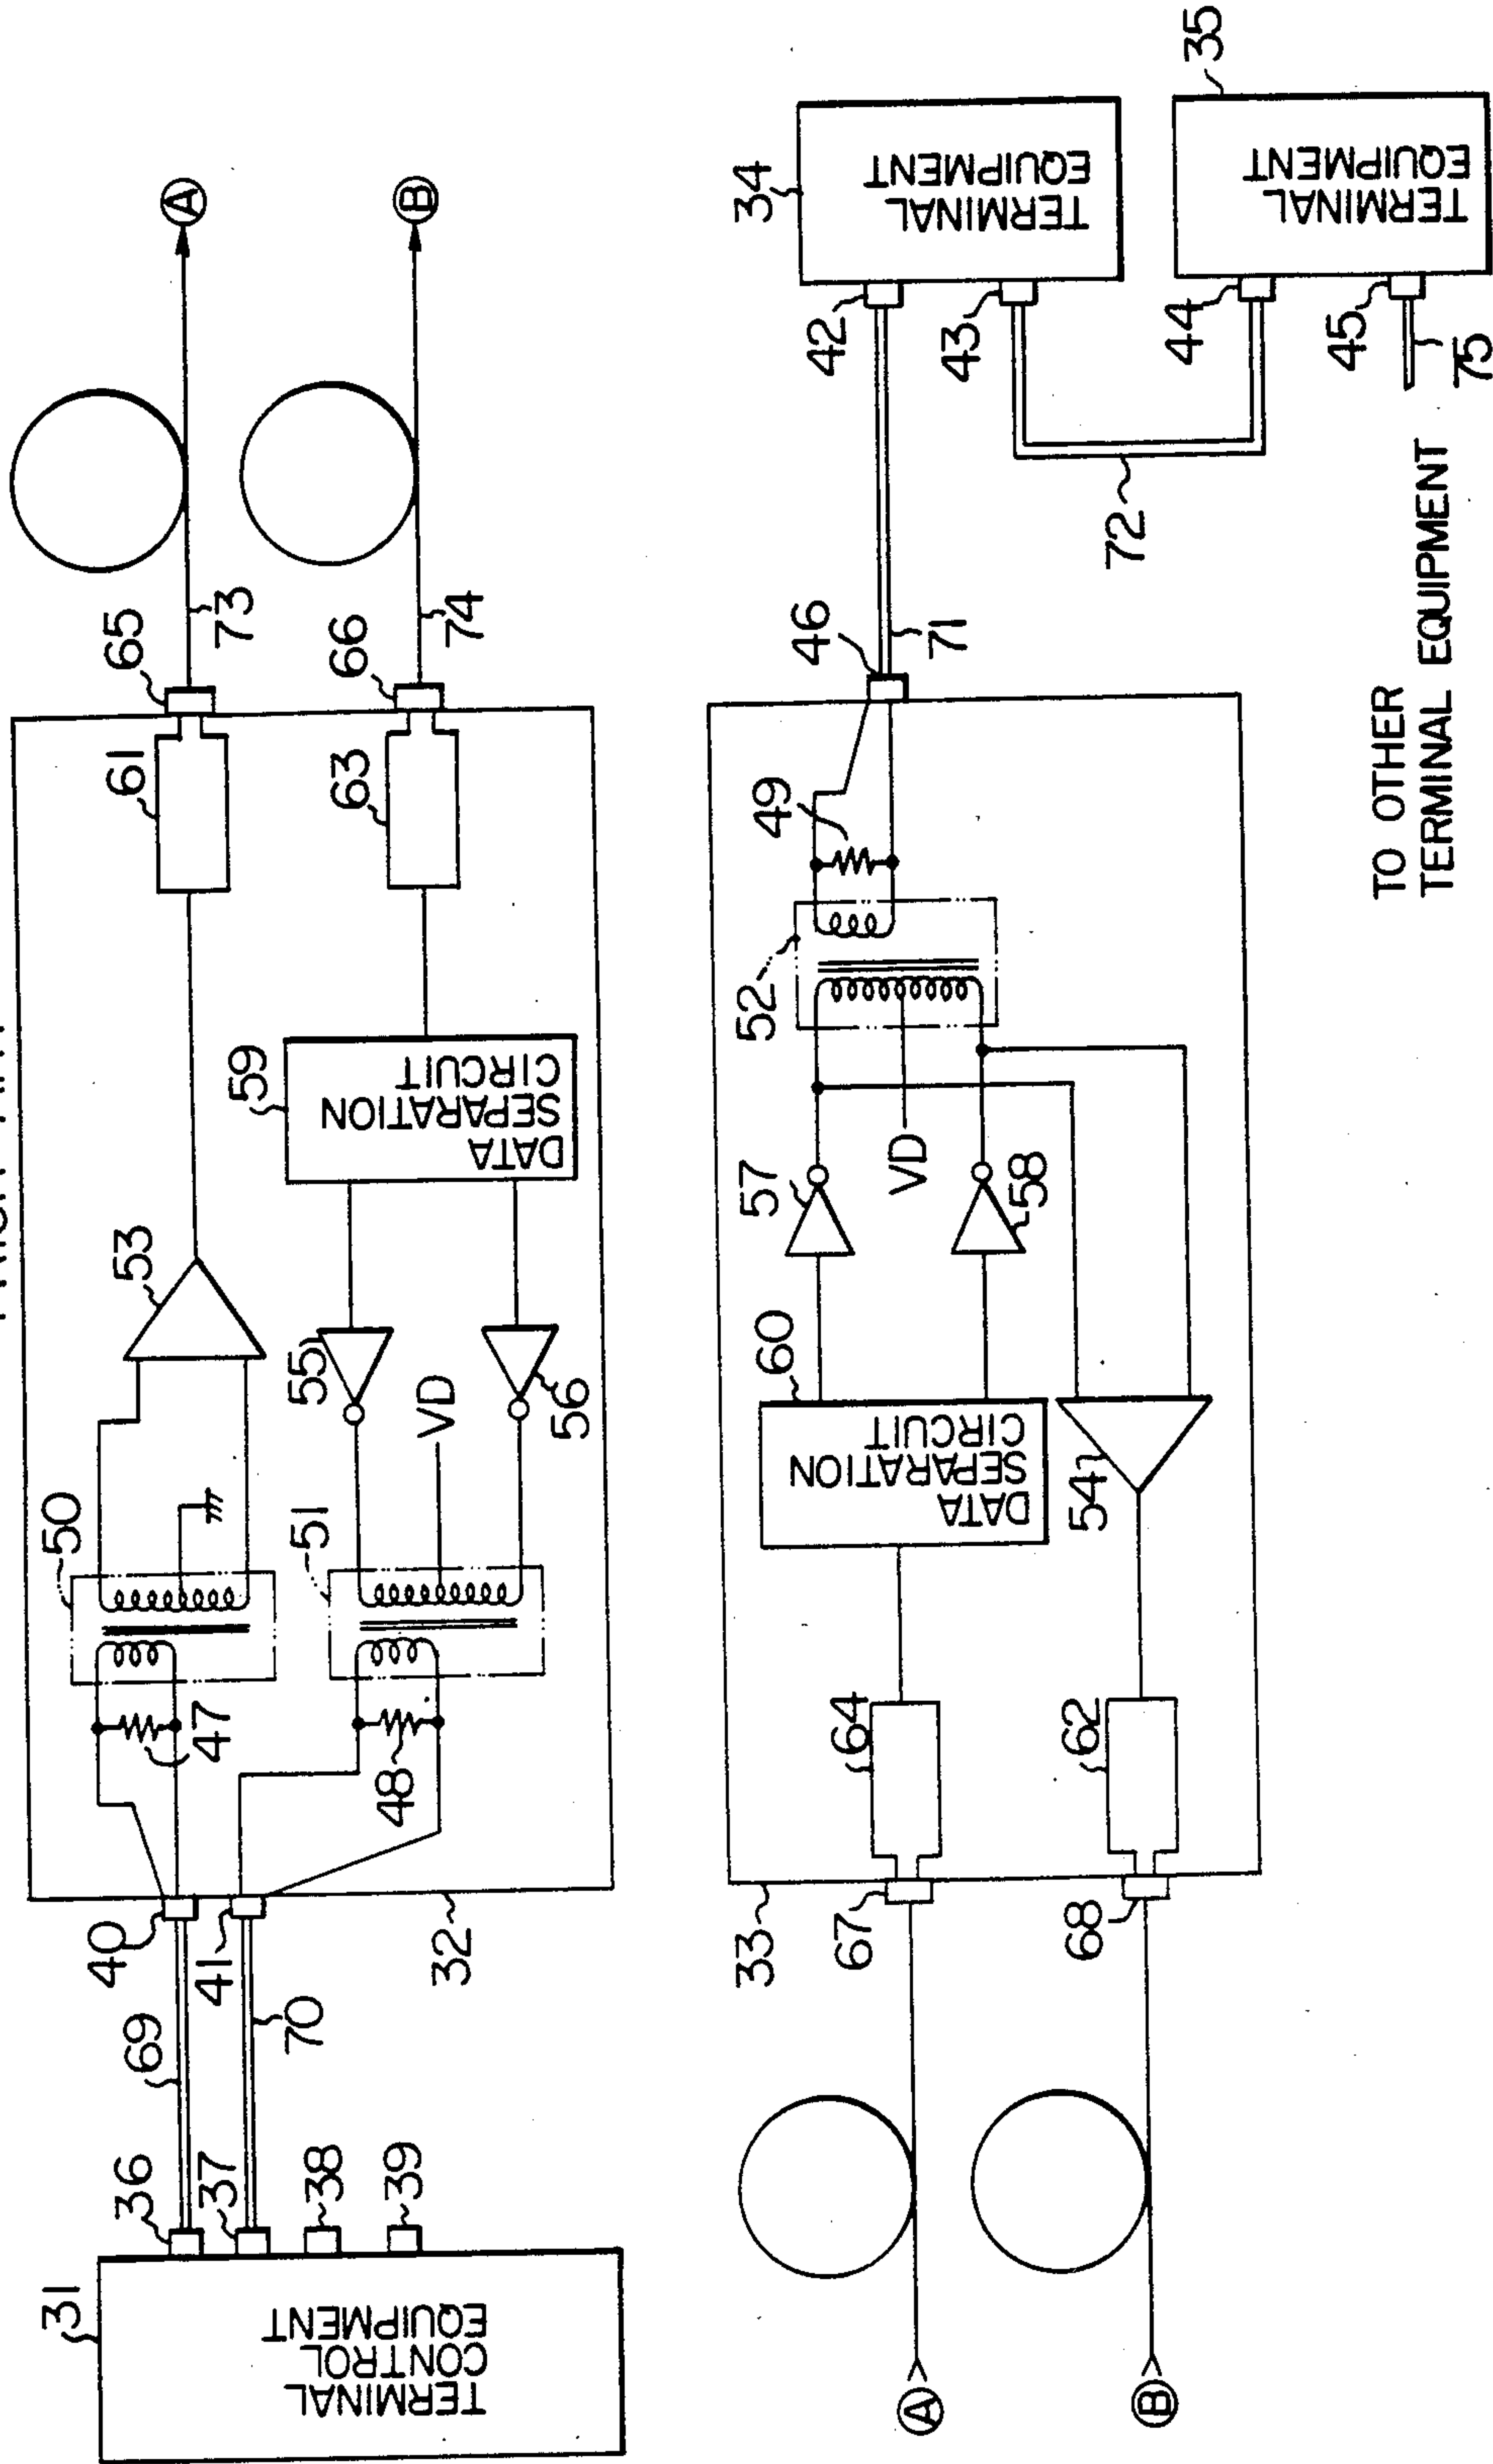 31
TERMINAL
CONTROL
EQUIPMENT
36
37
38
39
69
70
40
41
32
47
48
50
51
VD
53
55
56
59
DATA
SEPARATION
CIRCUIT
61
63
65
66
73
74
A
B
A
B
33
67
68
64
62
60
DATA
SEPARATION
CIRCUIT
54
57
58
VD
52
49
46
71
72
42
43
34
TERMINAL
EQUIPMENT
44
45
35
TERMINAL
EQUIPMENT
75
TO OTHER
TERMINAL EQUIPMENT